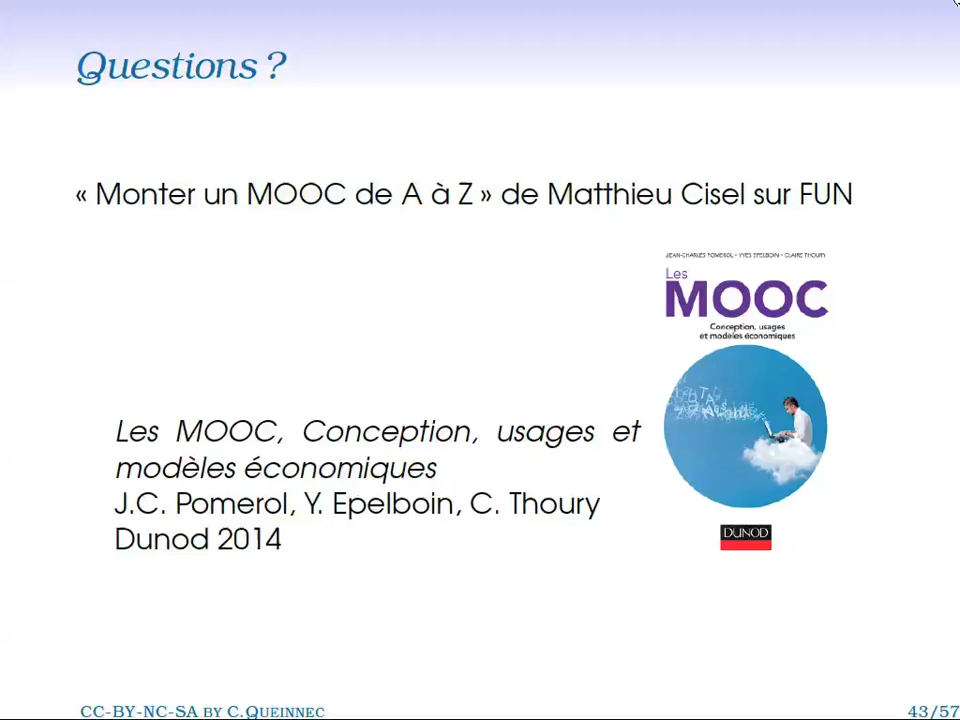 Questions ?
« Monter un MOOC de A à Z » de Matthieu Cisel sur FUN
JEAN-CHARLES POMEROL • YVES EPELBOIN • CLAIRE THOURY
Les
MOOC
Conception, usages
et modèles économiques
Les MOOC, Conception, usages et
modèles économiques
J.C. Pomerol, Y. Epelboin, C. Thoury
Dunod 2014
DUNOD
CC-BY-NC-SA BY C.QUEINNEC
43/57